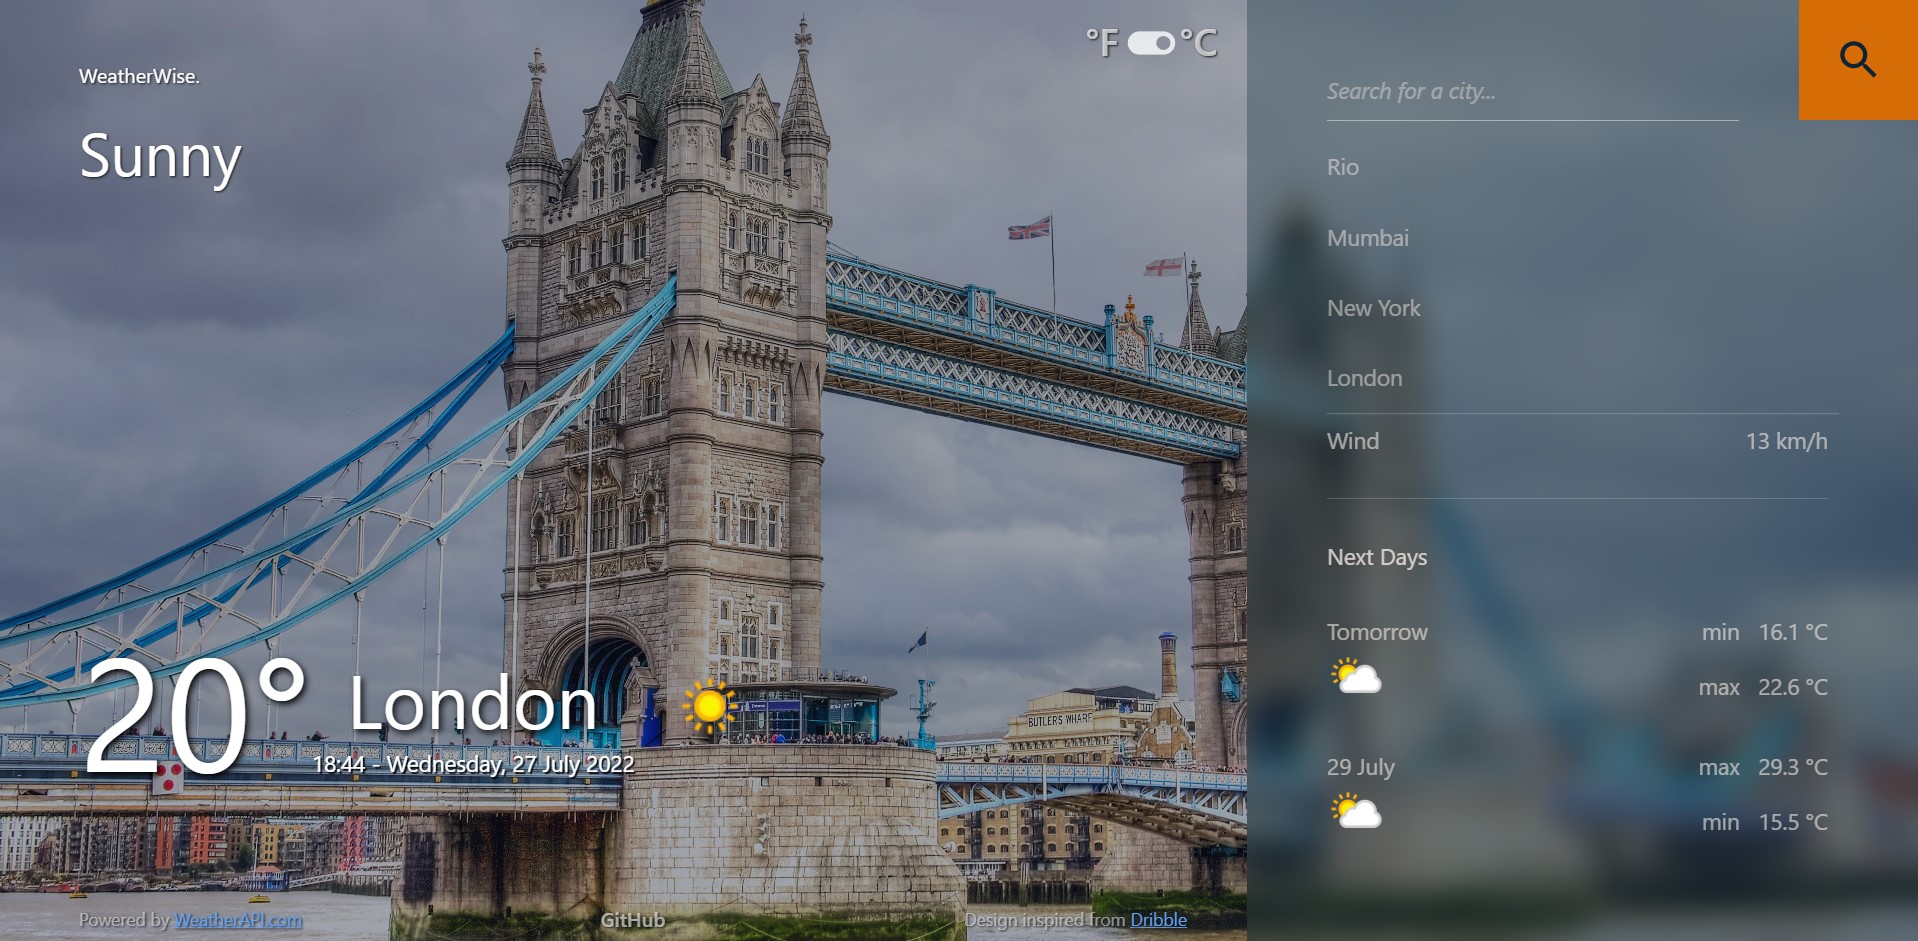 WeatherWise.
Sunny
°F °C
20° London
18:44 - Wednesday, 27 July 2022
BUTLERS WHARF
Powered by WeatherAPI.com
GitHub
Design inspired from Dribble
Search for a city...
Rio
Mumbai
New York
London
Wind 13 km/h
Next Days
Tomorrow min 16.1 °C
max 22.6 °C
29 July max 29.3 °C
min 15.5 °C